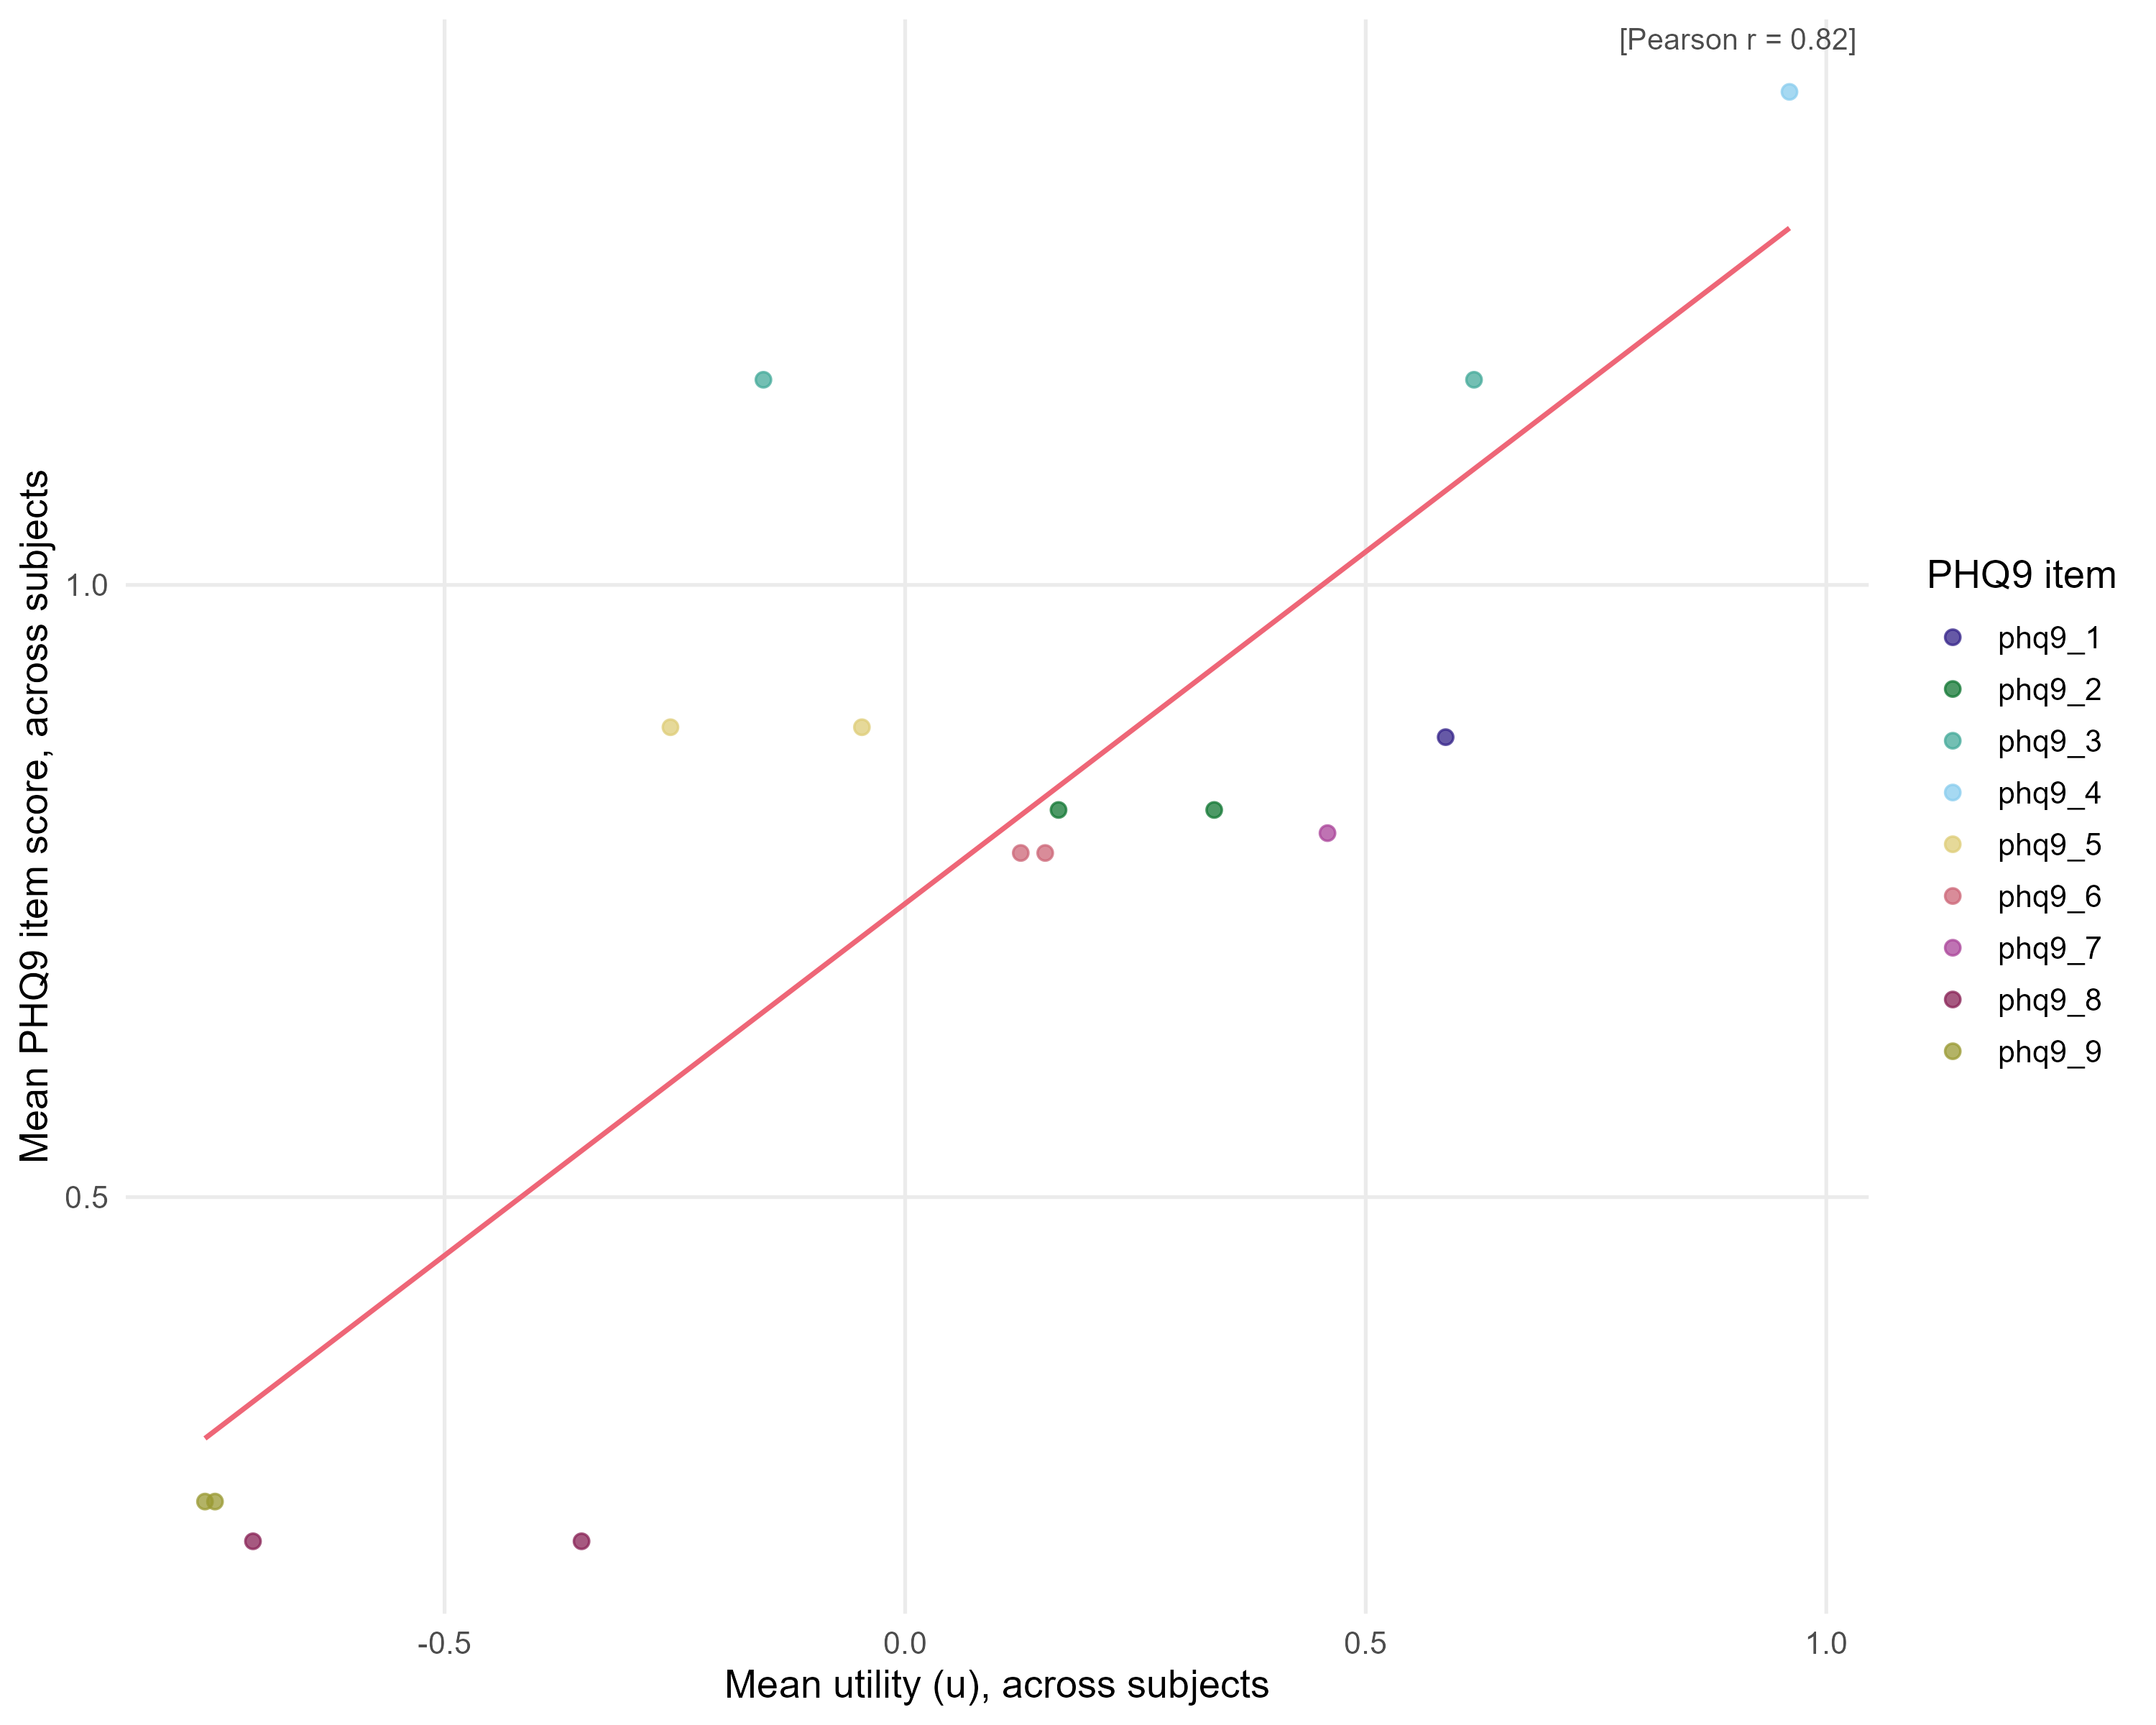 [Pearson r = 0.82]
Mean PHQ9 item score, across subjects
1.0
0.5
-0.5
0.0
0.5
1.0
Mean utility (u), across subjects
PHQ9 item
phq9_1
phq9_2
phq9_3
phq9_4
phq9_5
phq9_6
phq9_7
phq9_8
phq9_9